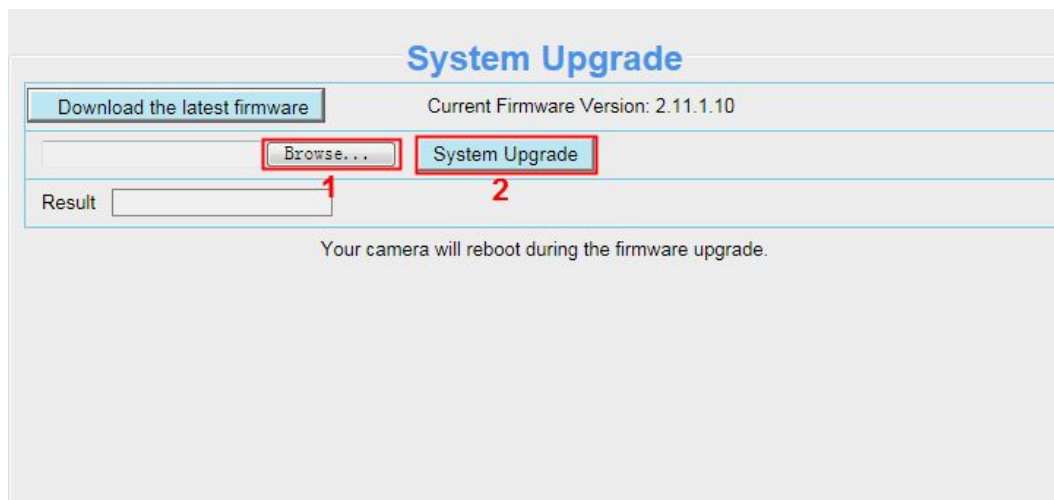 System Upgrade
Download the latest firmware Current Firmware Version: 2.11.1.10
Browse... System Upgrade
1 2
Result
Your camera will reboot during the firmware upgrade.